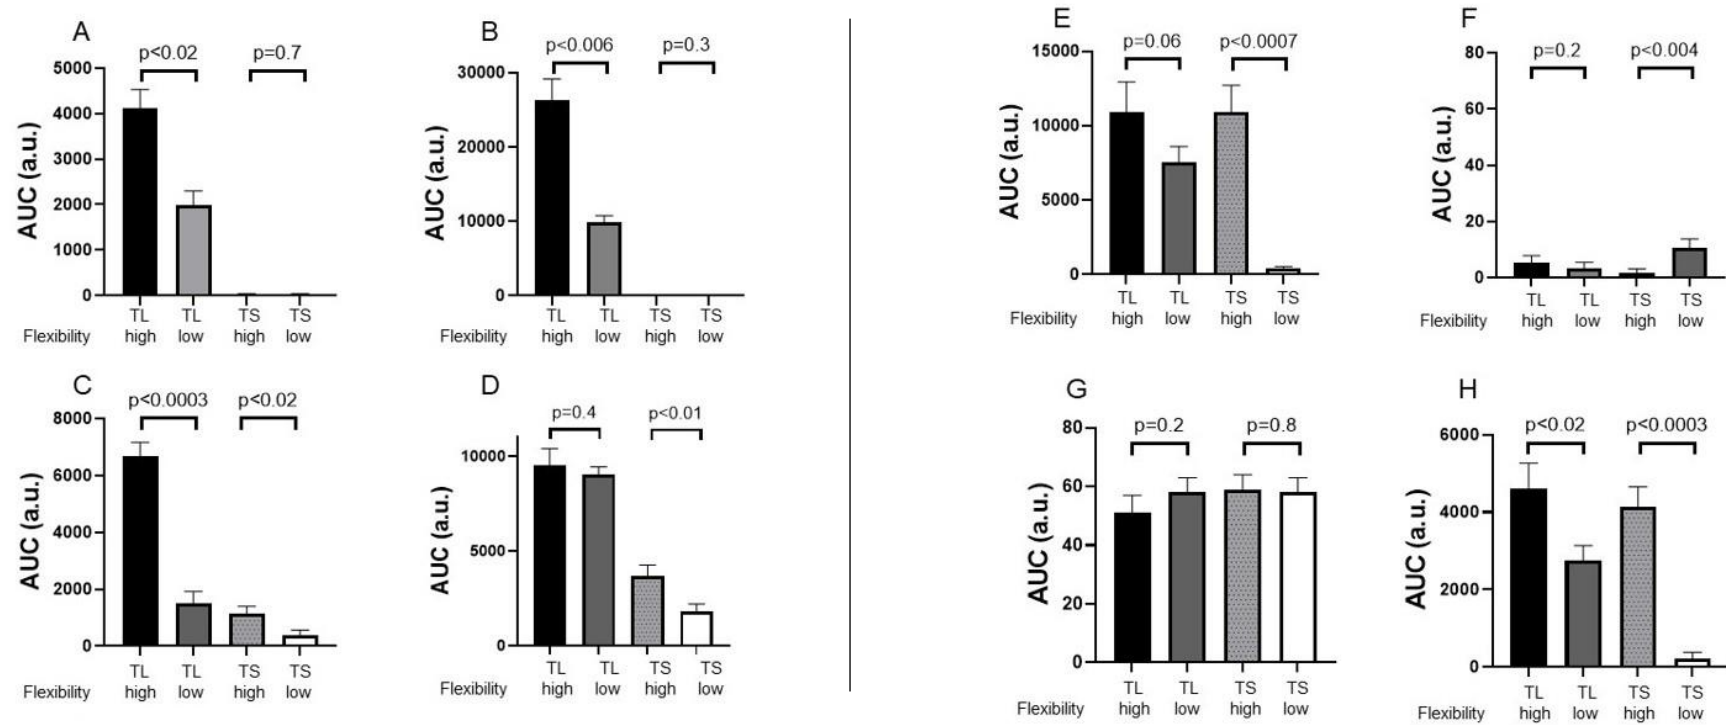 A
p<0.02 p=0.7
5000
4000
3000
2000
1000
0
AUC (a.u.)
TL TL TS TS
Flexibility high low high low
B
p<0.006 p=0.3
30000
20000
10000
0
AUC (a.u.)
TL TL TS TS
Flexibility high low high low
C
p<0.0003 p<0.02
8000
6000
4000
2000
0
AUC (a.u.)
TL TL TS TS
Flexibility high low high low
D
p=0.4 p<0.01
10000
5000
0
AUC (a.u.)
TL TL TS TS
Flexibility high low high low
E
p=0.06 p<0.0007
15000
10000
5000
0
AUC (a.u.)
TL TL TS TS
Flexibility high low high low
F
p=0.2 p<0.004
80
60
40
20
0
AUC (a.u.)
TL TL TS TS
Flexibility high low high low
G
p=0.2 p=0.8
80
60
40
20
0
AUC (a.u.)
TL TL TS TS
Flexibility high low high low
H
p<0.02 p<0.0003
6000
4000
2000
0
AUC (a.u.)
TL TL TS TS
Flexibility high low high low